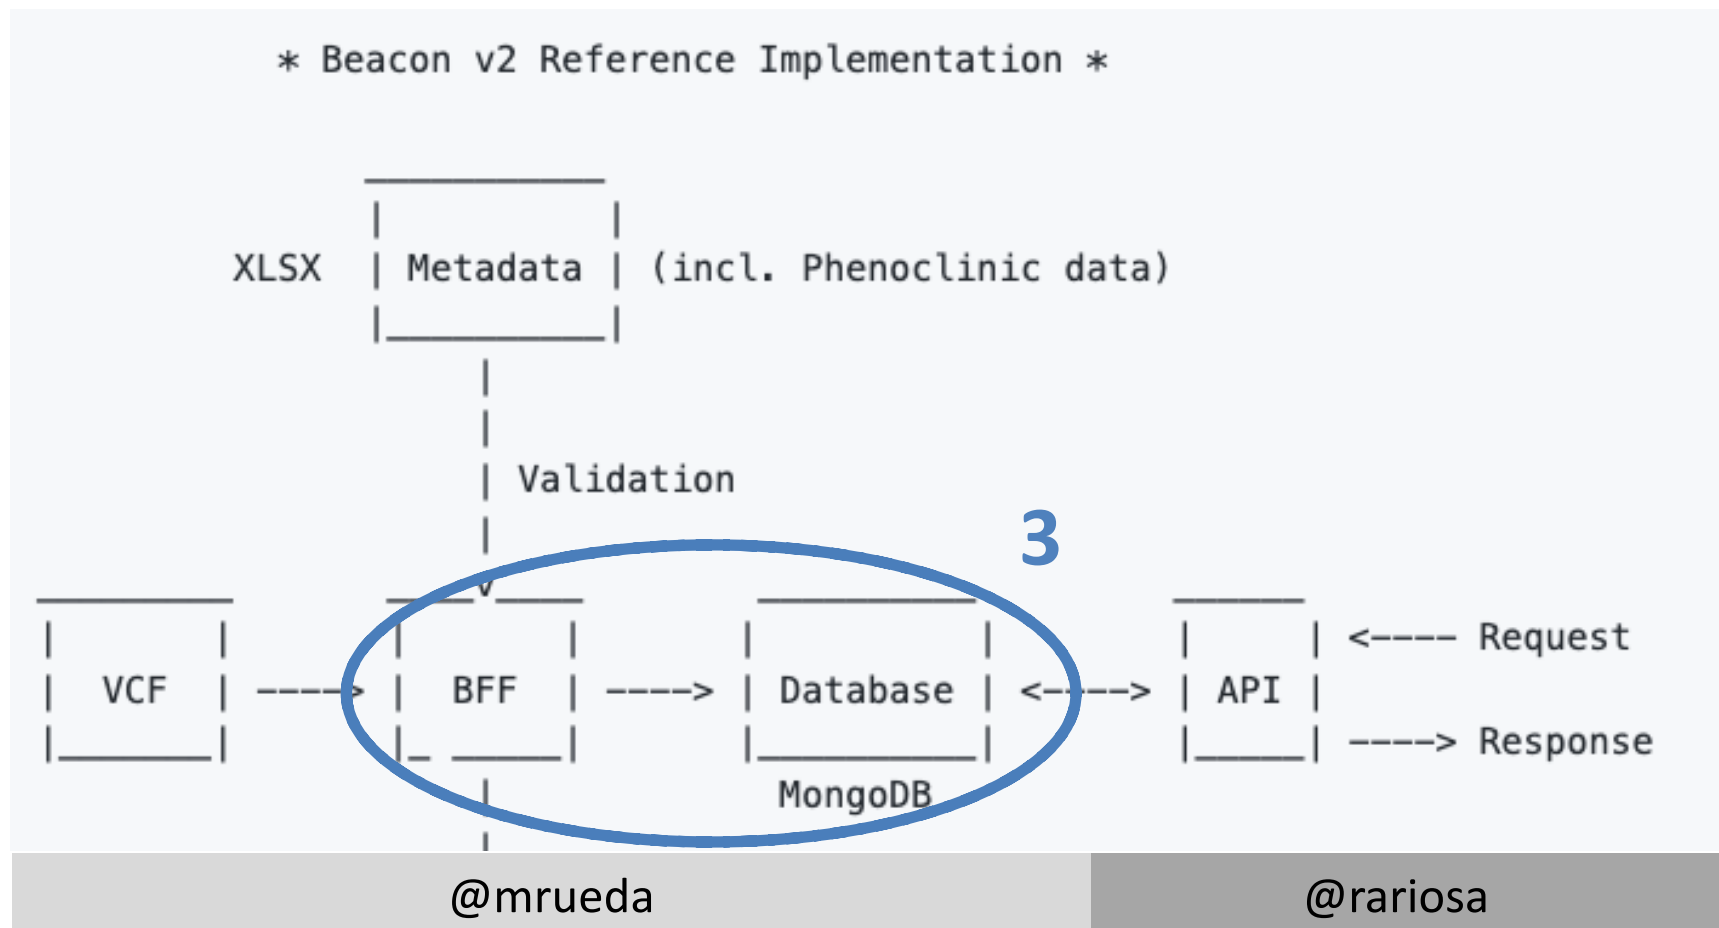 * Beacon v2 Reference Implementation *
XLSX | Metadata | (incl. Phenoclinic data)
| Validation
3
v
<---- Request
| VCF | ----> | BFF | ----> | Database | <----> | API |
----> Response
MongoDB
@mrueda
@rariosa